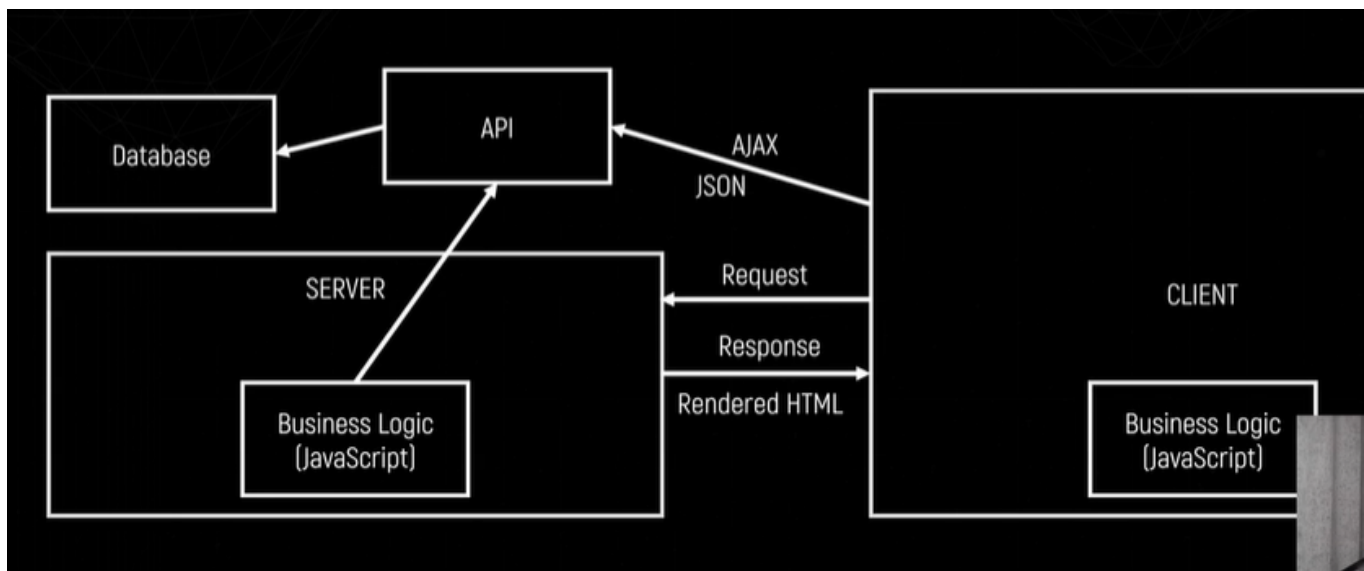 Database
API
AJAX
JSON
SERVER
Request
Response
Rendered HTML
CLIENT
Business Logic
(JavaScript)
Business Logic
(JavaScript)